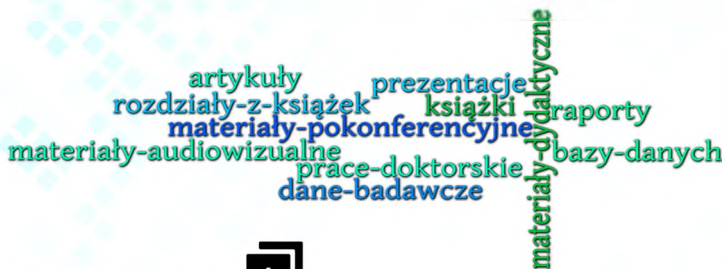 artykuły
prezentacje
rozdziały-z-książek
książki
raporty
materiały-pokonferencyjne
materiały-audiowizualne
bazy-danych
prace-doktorskie
dane-badawcze
materiały-dydaktyczne